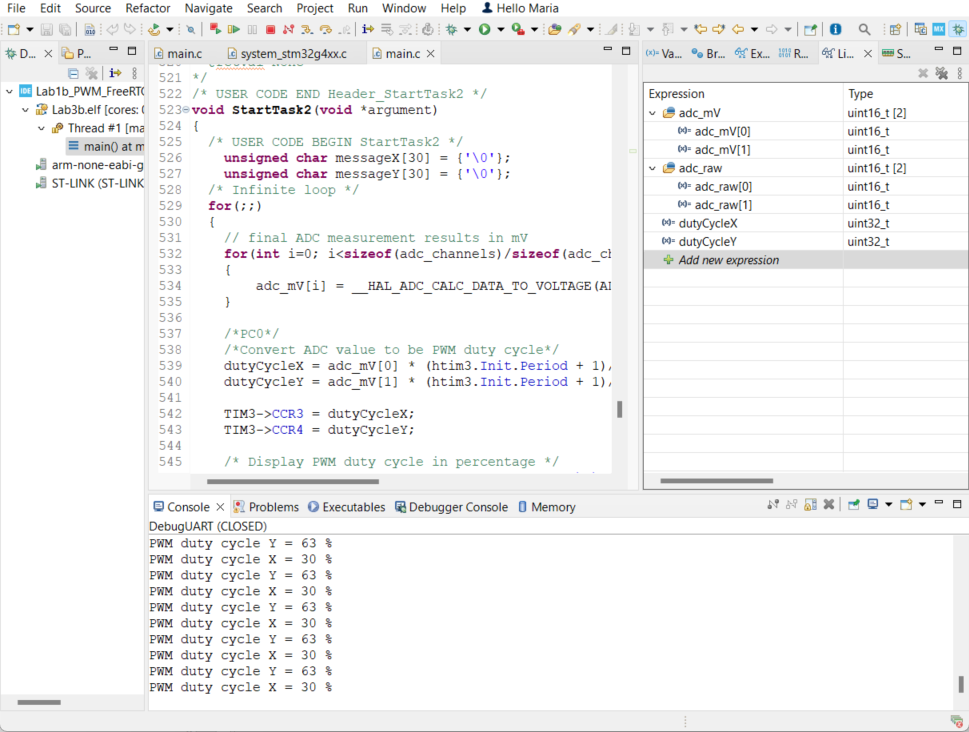 File Edit Source Refactor Navigate Search Project Run Window Help Hello Maria
D... P...
main.c system_stm32g4xx.c main.c
(x)= Va... Br... Ex... R... Li... S...
IDE Lab1b_PWM_FreeRTO
Lab3b.elf [cores: 0
Thread #1 [ma
main() at m
arm-none-eabi-g
ST-LINK (ST-LINK
521 */
522 /* USER CODE END Header_StartTask2 */
523 void StartTask2(void *argument)
524 {
525 /* USER CODE BEGIN StartTask2 */
526 unsigned char messageX[30] = {'\0'};
527 unsigned char messageY[30] = {'\0'};
528 /* Infinite loop */
529 for(;;)
530 {
531 // final ADC measurement results in mV
532 for(int i=0; i<sizeof(adc_channels)/sizeof(adc_ch
533 {
534 adc_mV[i] = __HAL_ADC_CALC_DATA_TO_VOLTAGE(AD
535 }
536
537 /*PC0*/
538 /*Convert ADC value to be PWM duty cycle*/
539 dutyCycleX = adc_mV[0] * (htim3.Init.Period + 1)/
540 dutyCycleY = adc_mV[1] * (htim3.Init.Period + 1)/
541
542 TIM3->CCR3 = dutyCycleX;
543 TIM3->CCR4 = dutyCycleY;
544
545 /* Display PWM duty cycle in percentage */
Expression Type
adc_mV uint16_t [2]
(x)= adc_mV[0] uint16_t
(x)= adc_mV[1] uint16_t
adc_raw uint16_t [2]
(x)= adc_raw[0] uint16_t
(x)= adc_raw[1] uint16_t
(x)= dutyCycleX uint32_t
(x)= dutyCycleY uint32_t
Add new expression
Console Problems Executables Debugger Console Memory
DebugUART (CLOSED)
PWM duty cycle Y = 63 %
PWM duty cycle X = 30 %
PWM duty cycle Y = 63 %
PWM duty cycle X = 30 %
PWM duty cycle Y = 63 %
PWM duty cycle X = 30 %
PWM duty cycle Y = 63 %
PWM duty cycle X = 30 %
PWM duty cycle Y = 63 %
PWM duty cycle X = 30 %